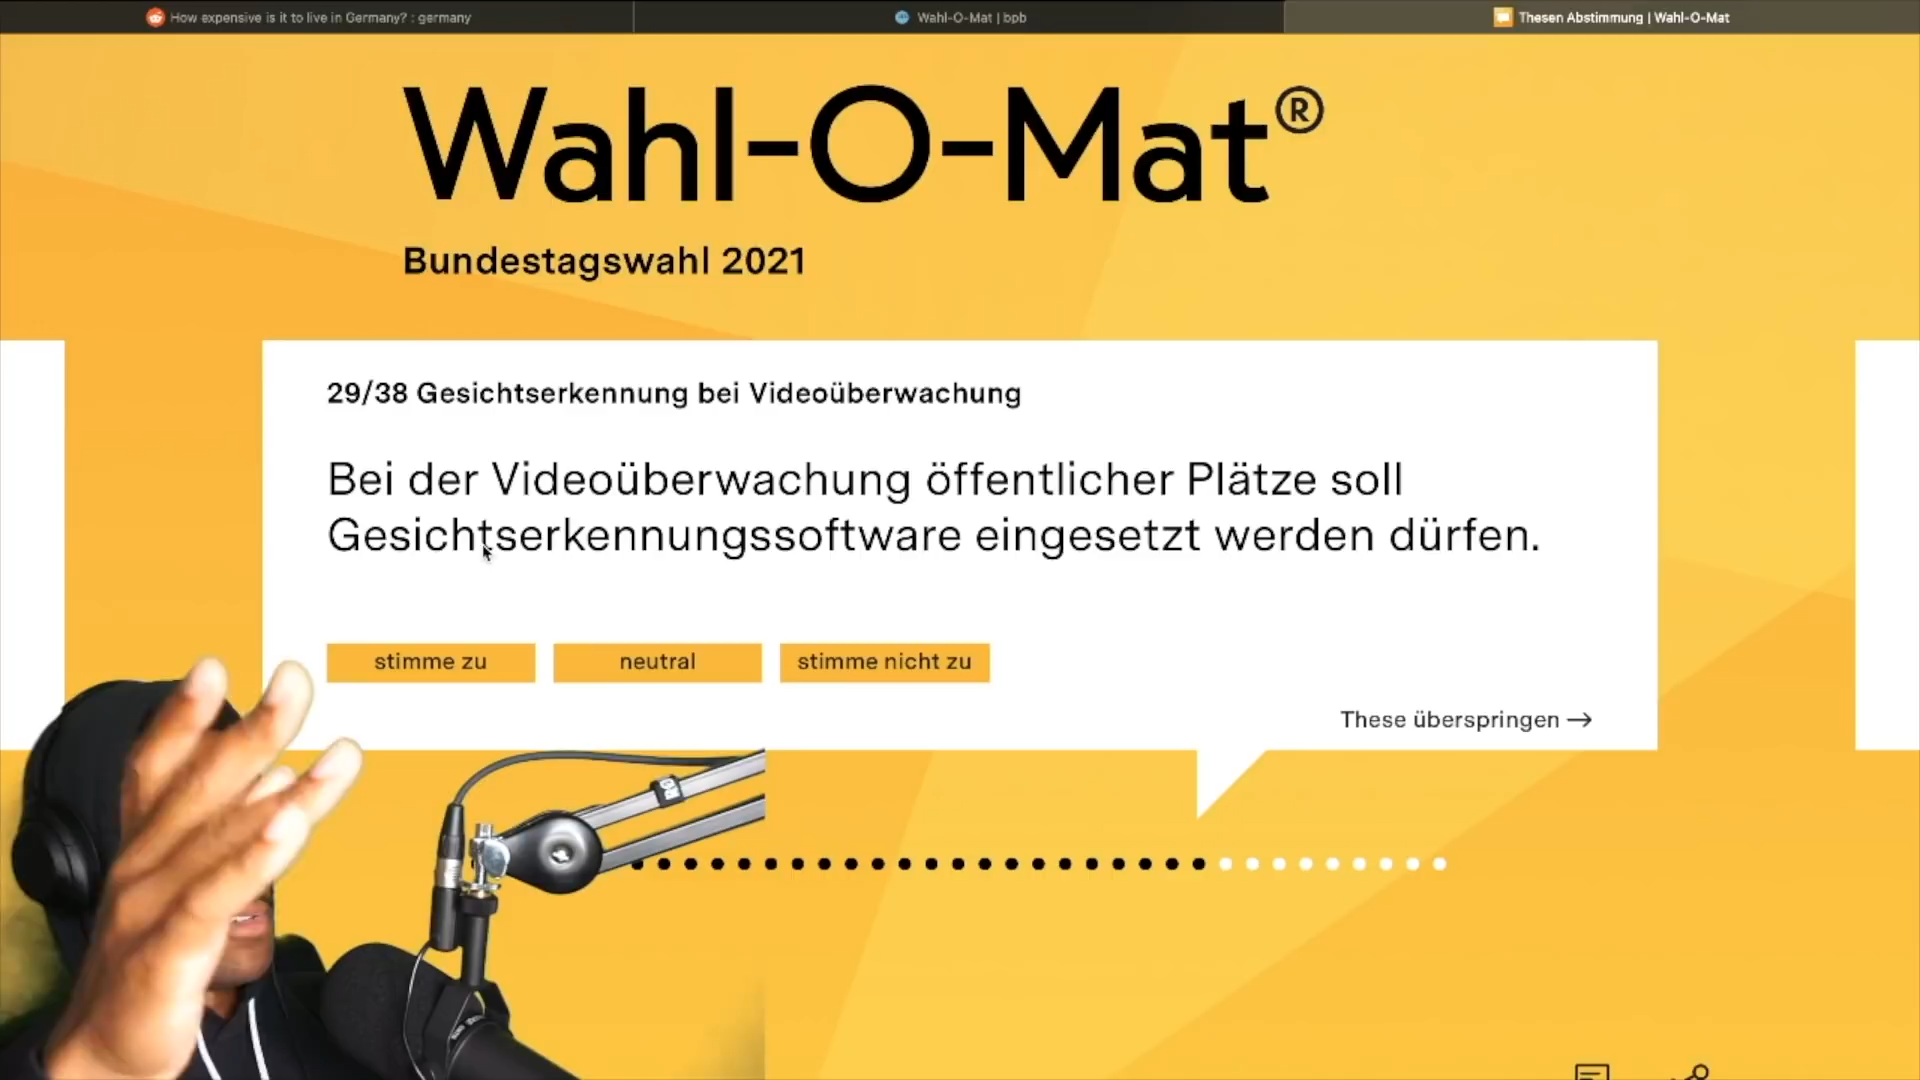 How expensive is it to live in Germany? : germany
Wahl-O-Mat | bpb
Thesen Abstimmung | Wahl-O-Mat
Wahl-O-Mat®
Bundestagswahl 2021
29/38 Gesichtserkennung bei Videoüberwachung
Bei der Videoüberwachung öffentlicher Plätze soll
Gesichtserkennungssoftware eingesetzt werden dürfen.
stimme zu
neutral
stimme nicht zu
These überspringen →